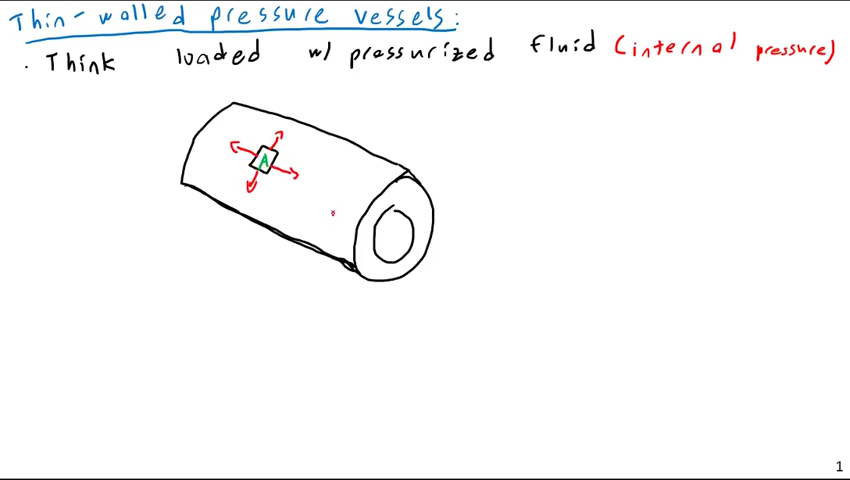 Thin-walled pressure vessels:
· Think loaded w/ pressurized fluid (internal pressure)
A
1